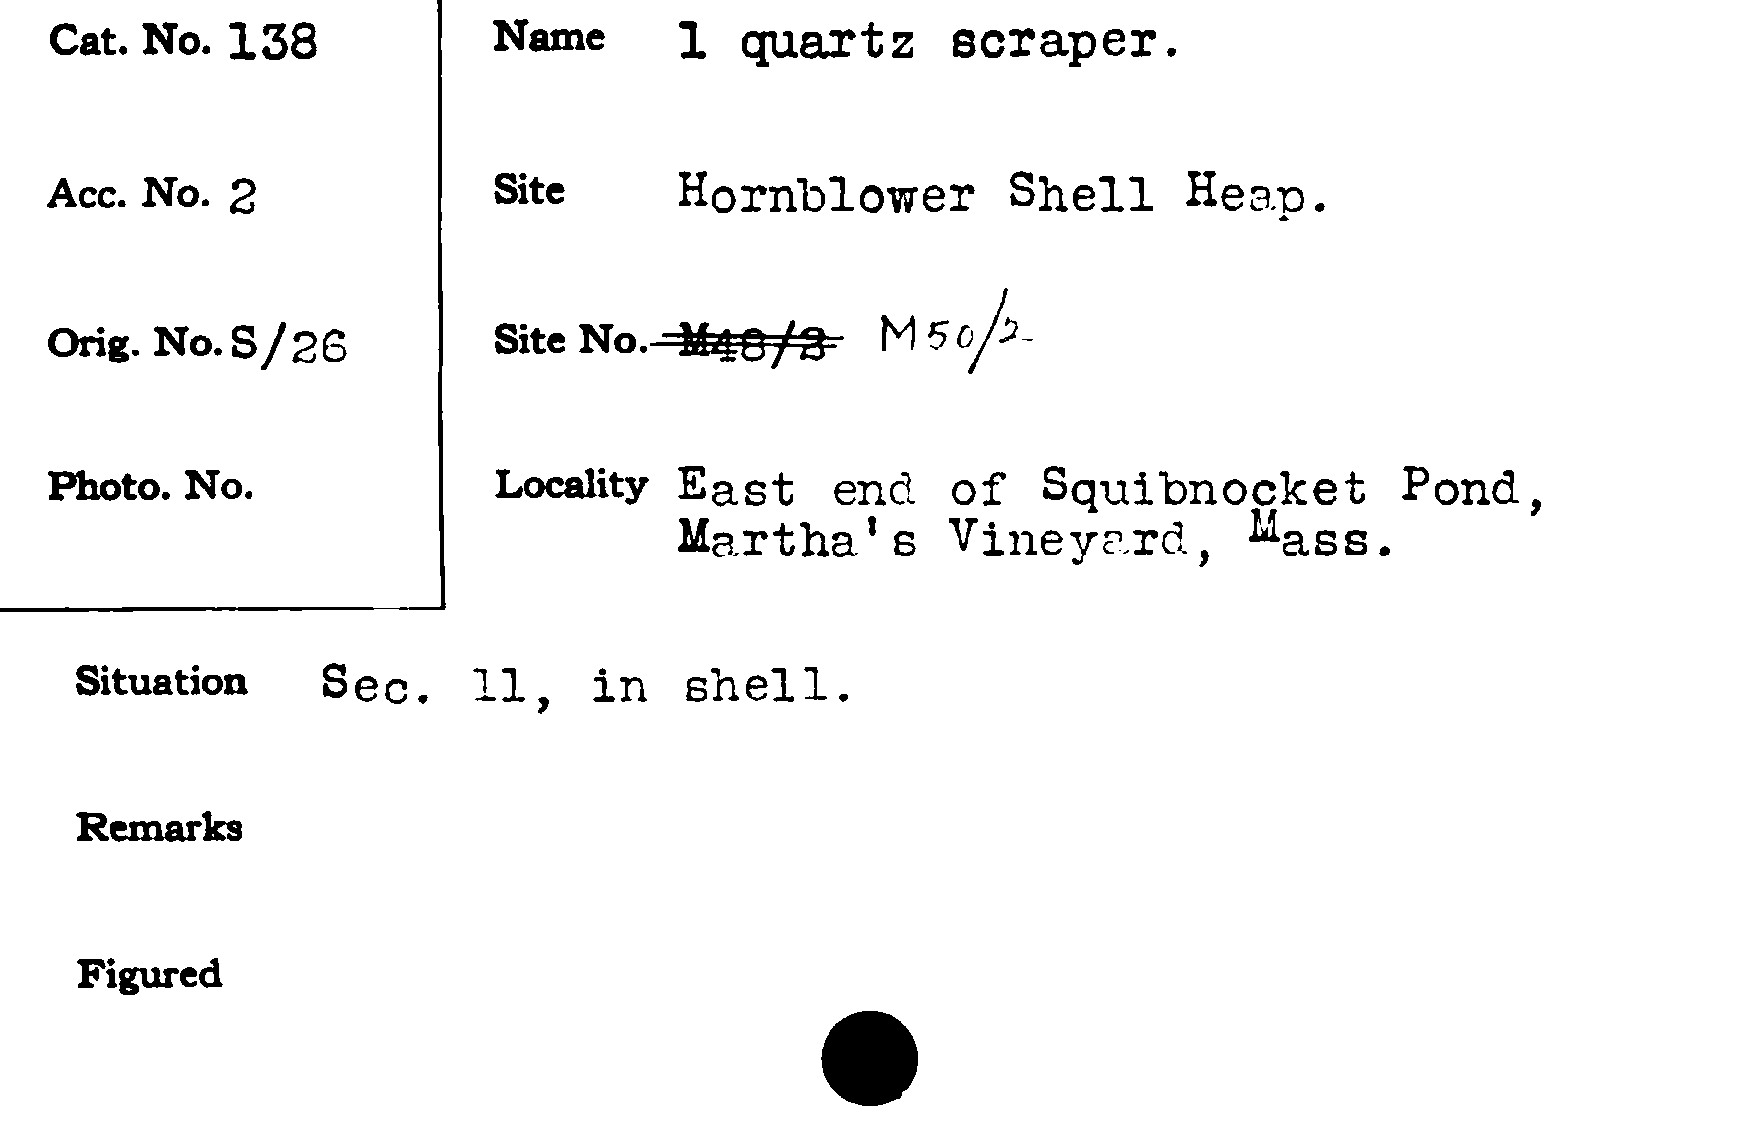 Cat. No. 138
Name 1 quartz scraper.
Acc. No. 2
Site Hornblower Shell Heap.
Orig. No. S/26
Site No. M48/2 M50/2
Photo. No.
Locality East end of Squibnocket Pond,
Martha's Vineyard, Mass.
Situation Sec. 11, in shell.
Remarks
Figured